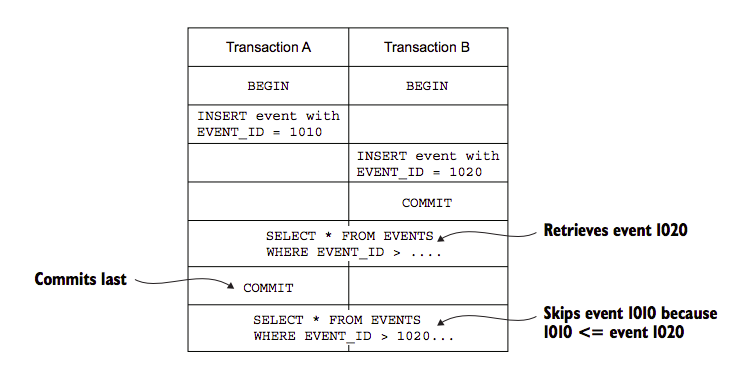 Transaction A
Transaction B
BEGIN
BEGIN
INSERT event with
EVENT_ID = 1010
INSERT event with
EVENT_ID = 1020
COMMIT
SELECT * FROM EVENTS
WHERE EVENT_ID > ....
Retrieves event 1020
Commits last
COMMIT
SELECT * FROM EVENTS
WHERE EVENT_ID > 1020...
Skips event 1010 because
1010 <= event 1020